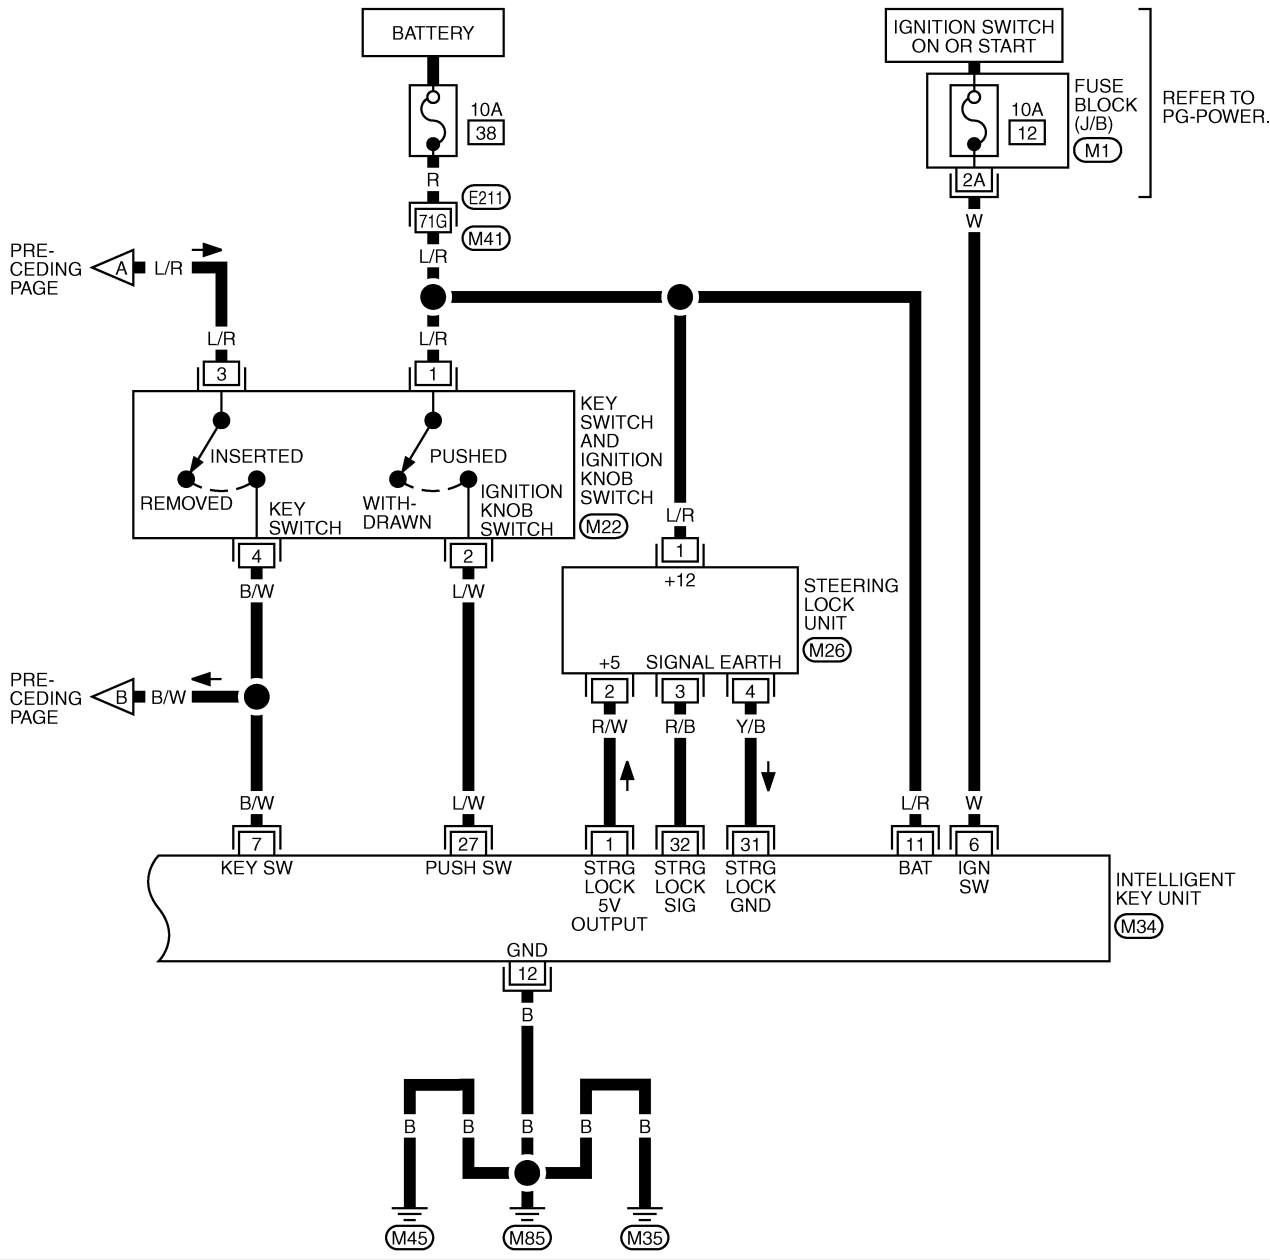 BATTERY
10A
38
R
E211
71G
M41
L/R
IGNITION SWITCH
ON OR START
10A
12
2A
FUSE
BLOCK
(J/B)
M1
REFER TO
PG-POWER.
W
PRE-
CEDING
PAGE
A
L/R
L/R
3
L/R
1
INSERTED
REMOVED
KEY
SWITCH
PUSHED
WITH-
DRAWN
IGNITION
KNOB
SWITCH
KEY
SWITCH
AND
IGNITION
KNOB
SWITCH
M22
4
B/W
2
L/W
L/R
1
+12
STEERING
LOCK
UNIT
M26
+5
SIGNAL
EARTH
2
3
4
R/W
R/B
Y/B
PRE-
CEDING
PAGE
B
B/W
B/W
L/W
L/R
W
7
27
1
32
31
11
6
KEY SW
PUSH SW
STRG
LOCK
5V
OUTPUT
STRG
LOCK
SIG
STRG
LOCK
GND
BAT
IGN
SW
INTELLIGENT
KEY UNIT
M34
GND
12
B
B
B
B
B
B
M45
M85
M35